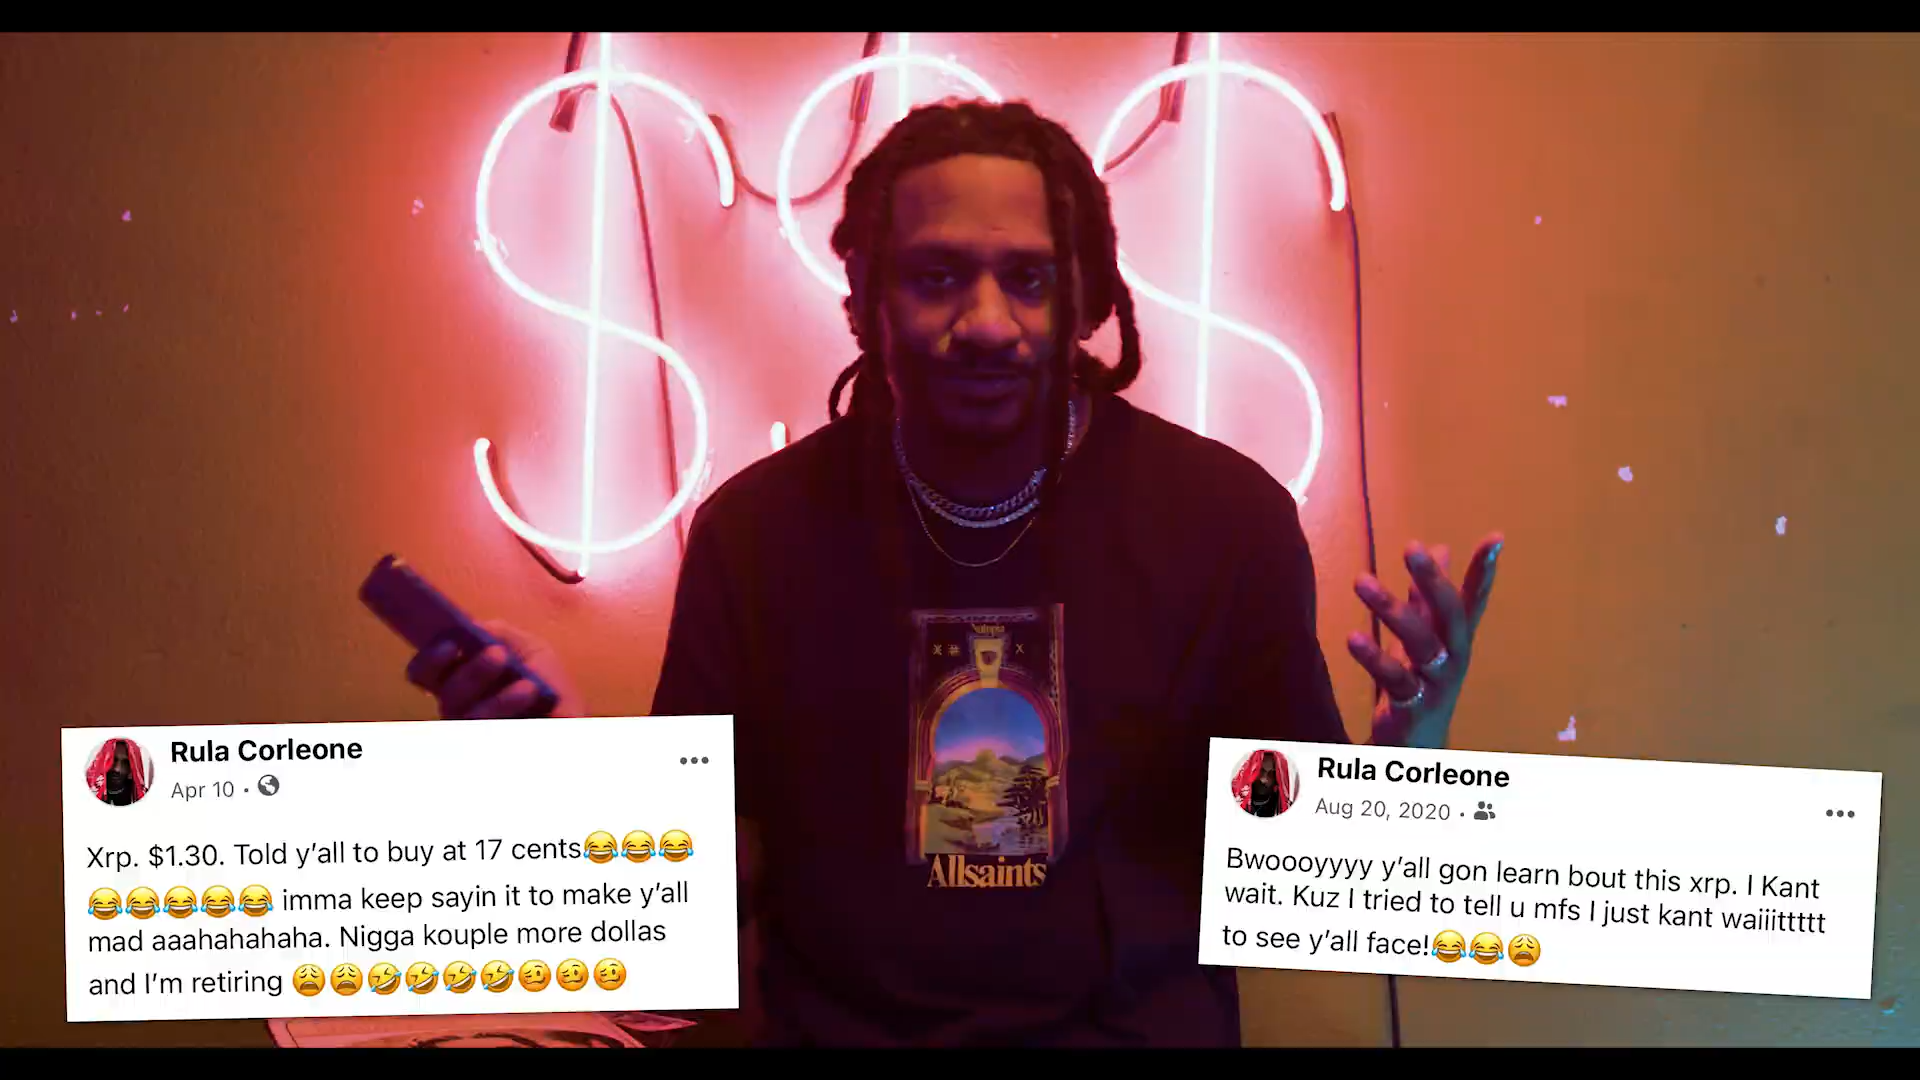 $$$
Rula Corleone
Apr 10 ·
Xrp. $1.30. Told y'all to buy at 17 cents😂😂😂
😂😂😂😂😂 imma keep sayin it to make y'all
mad aaahahahaha. Nigga kouple more dollas
and I'm retiring 😩😩🤣🤣🤣🤣🥴🥴🥴
Rula Corleone
Aug 20, 2020 ·
Bwoooyyyy y'all gon learn bout this xrp. I Kant
wait. Kuz I tried to tell u mfs I just kant waiiittttt
to see y'all face!😂😂😩
Allsaints